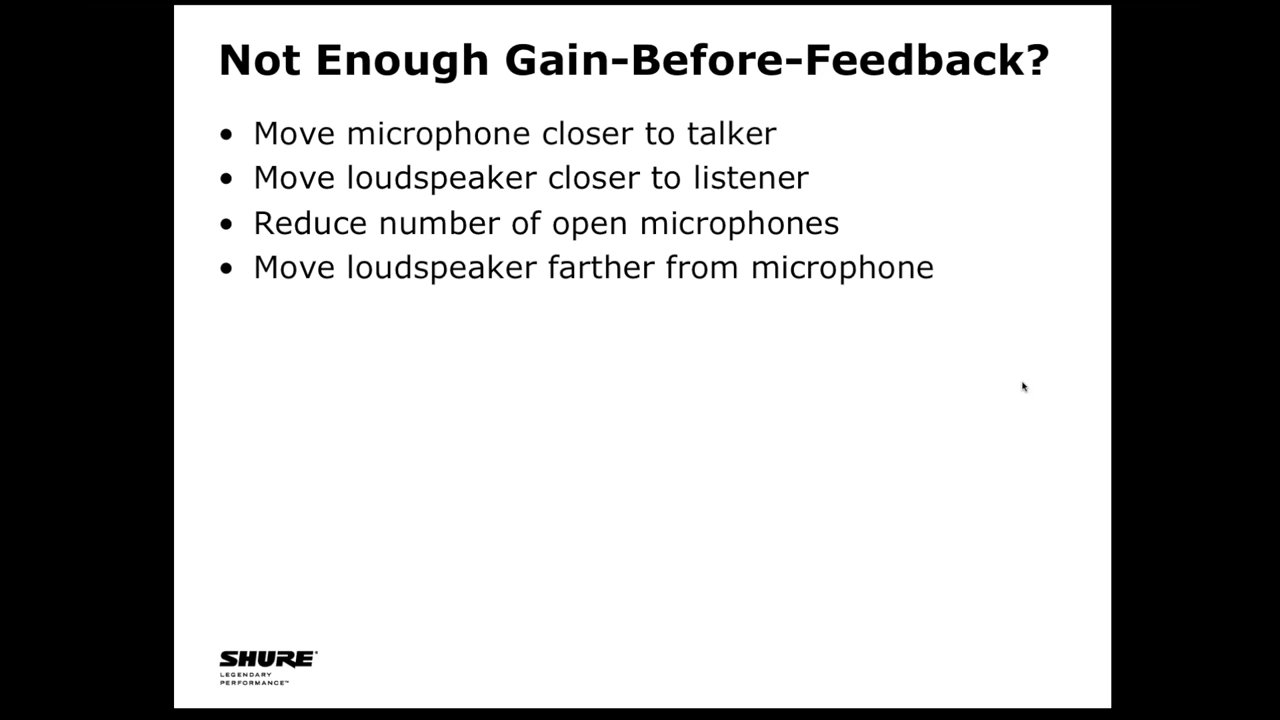 Not Enough Gain-Before-Feedback?
• Move microphone closer to talker
• Move loudspeaker closer to listener
• Reduce number of open microphones
• Move loudspeaker farther from microphone
SHURE
LEGENDARY
PERFORMANCE™